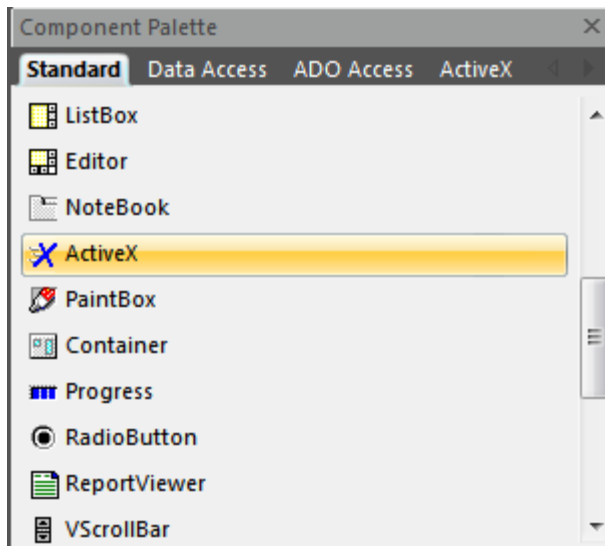 Component Palette
Standard Data Access ADO Access ActiveX
ListBox
Editor
NoteBook
ActiveX
PaintBox
Container
Progress
RadioButton
ReportViewer
VScrollBar